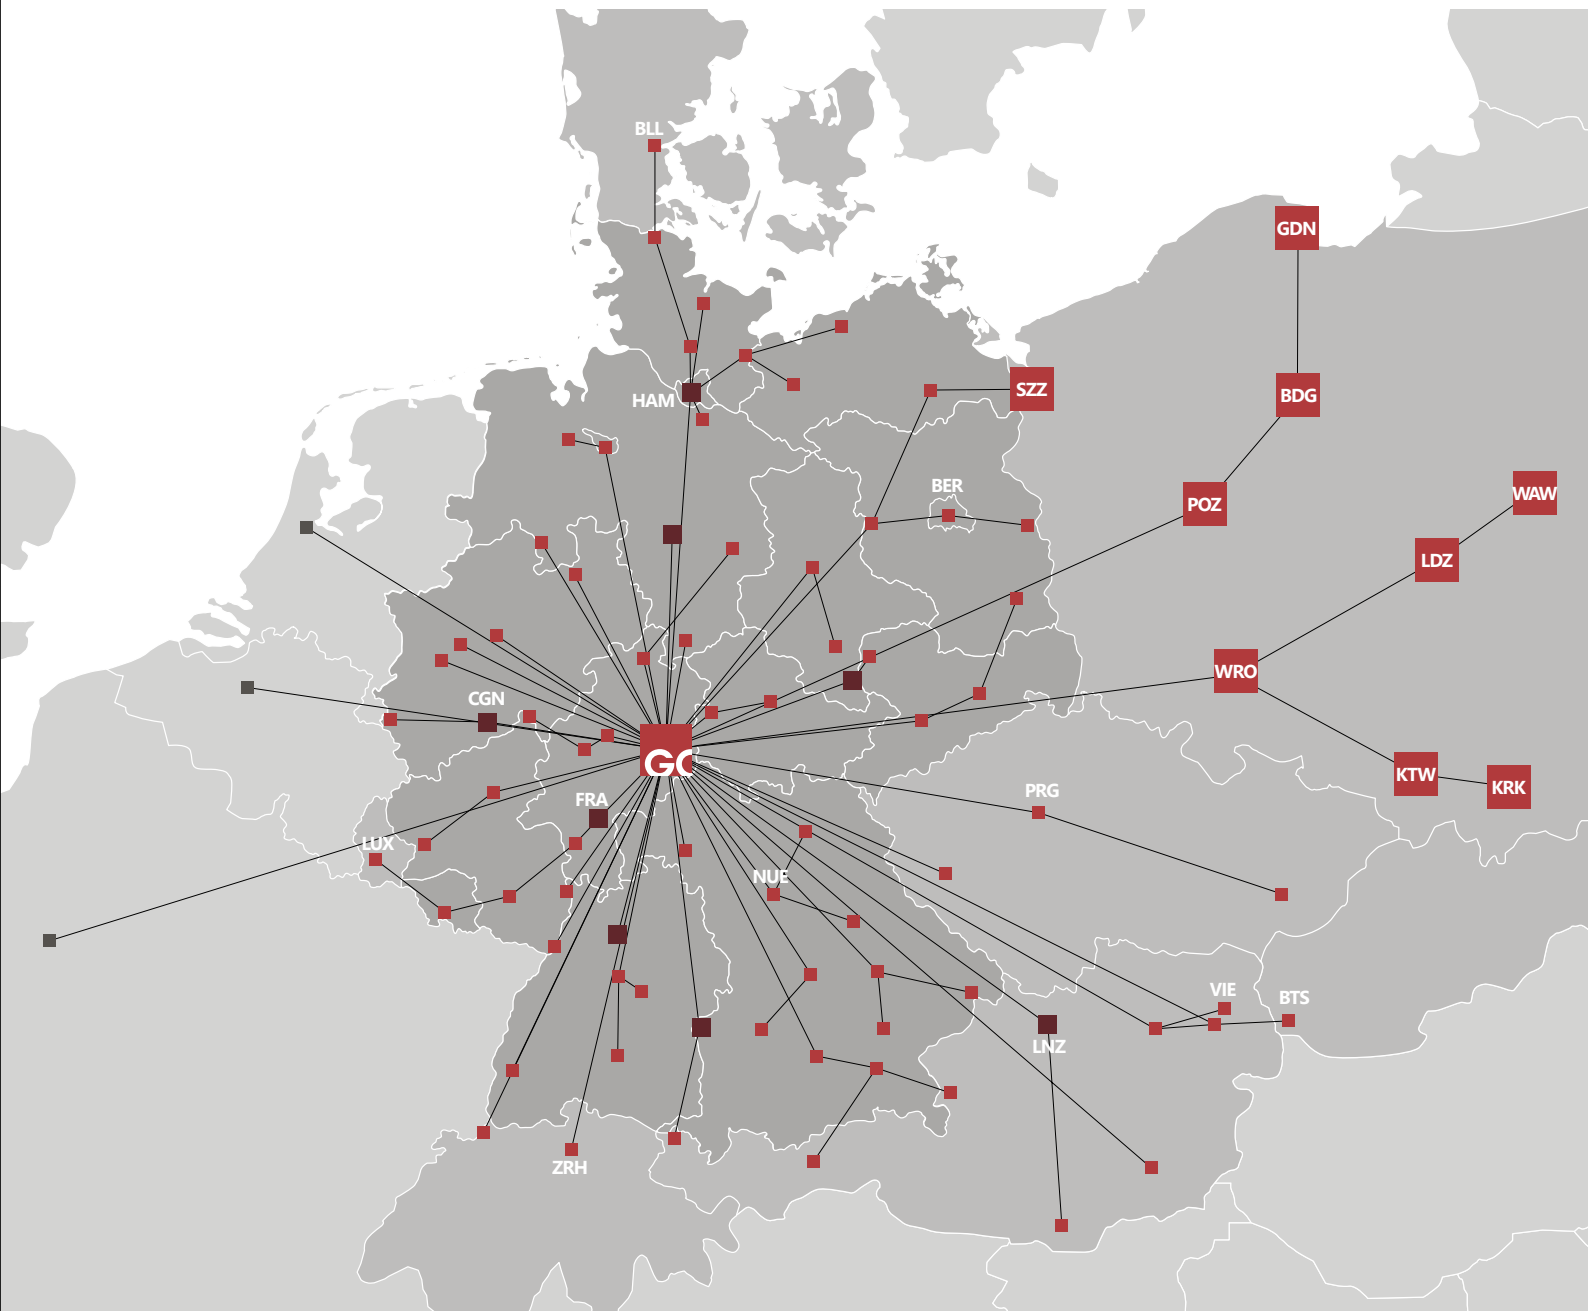 BLL
GDN
SZZ
BDG
HAM
BER
WAW
POZ
LDZ
WRO
CGN
GC
KTW
PRG
KRK
FRA
LUX
NUE
VIE
BTS
LNZ
ZRH